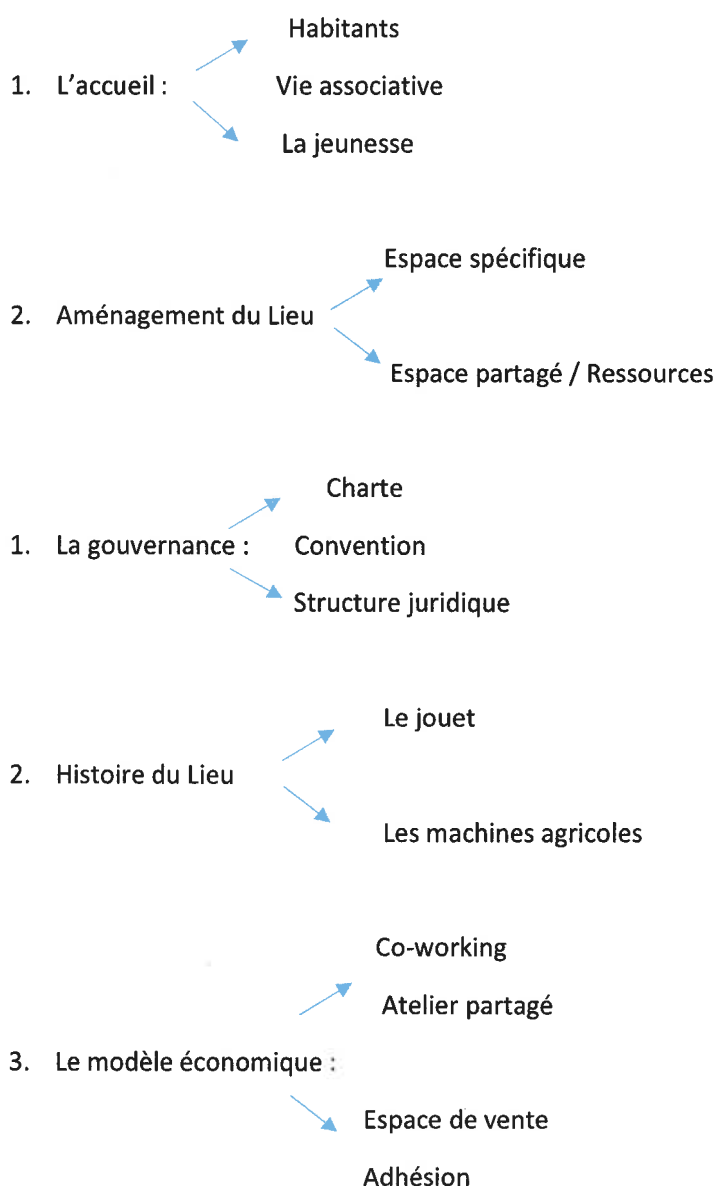 Habitants
1. L'accueil : Vie associative
La jeunesse
Espace spécifique
2. Aménagement du Lieu
Espace partagé / Ressources
Charte
1. La gouvernance : Convention
Structure juridique
Le jouet
2. Histoire du Lieu
Les machines agricoles
Co-working
Atelier partagé
3. Le modèle économique :
Espace de vente
Adhésion